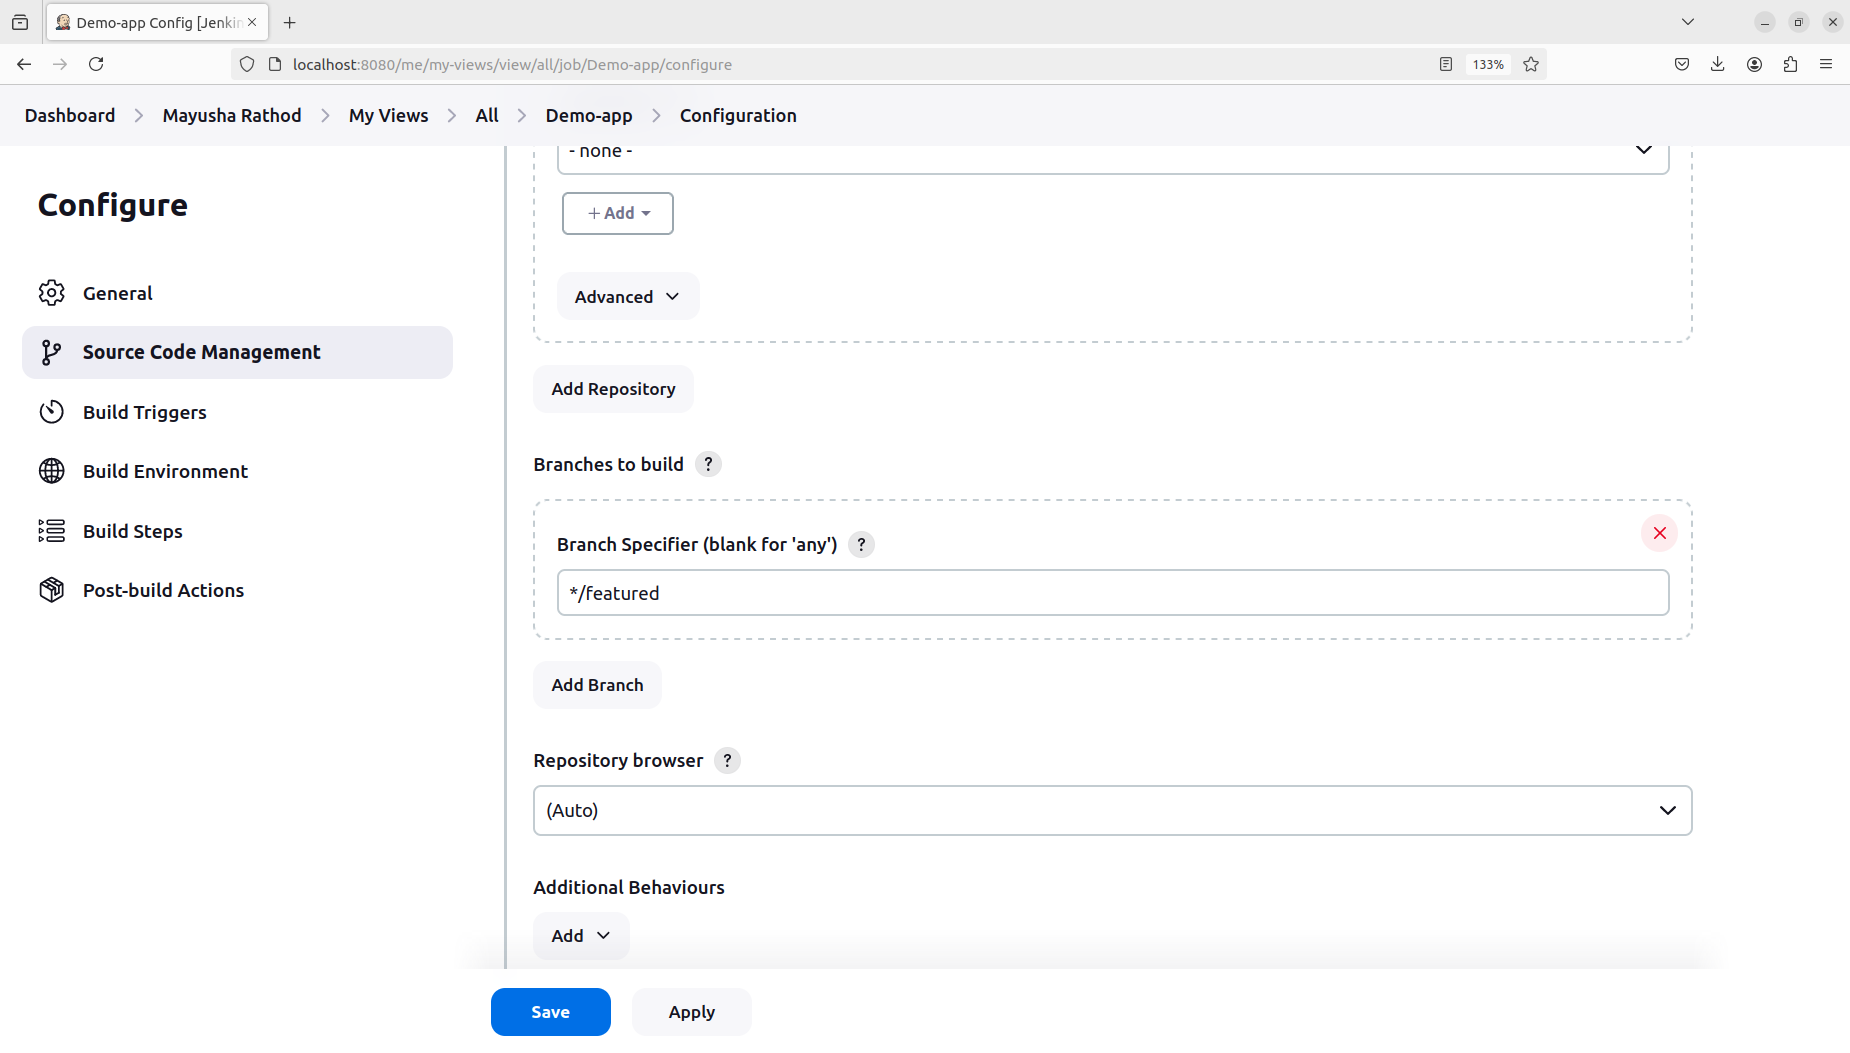 Demo-app Config [Jenkin
localhost:8080/me/my-views/view/all/job/Demo-app/configure
133%
Dashboard > Mayusha Rathod > My Views > All > Demo-app > Configuration
Configure
General
Source Code Management
Build Triggers
Build Environment
Build Steps
Post-build Actions
- none -
+ Add
Advanced
Add Repository
Branches to build ?
Branch Specifier (blank for 'any') ?
*/featured
Add Branch
Repository browser ?
(Auto)
Additional Behaviours
Add
Save
Apply